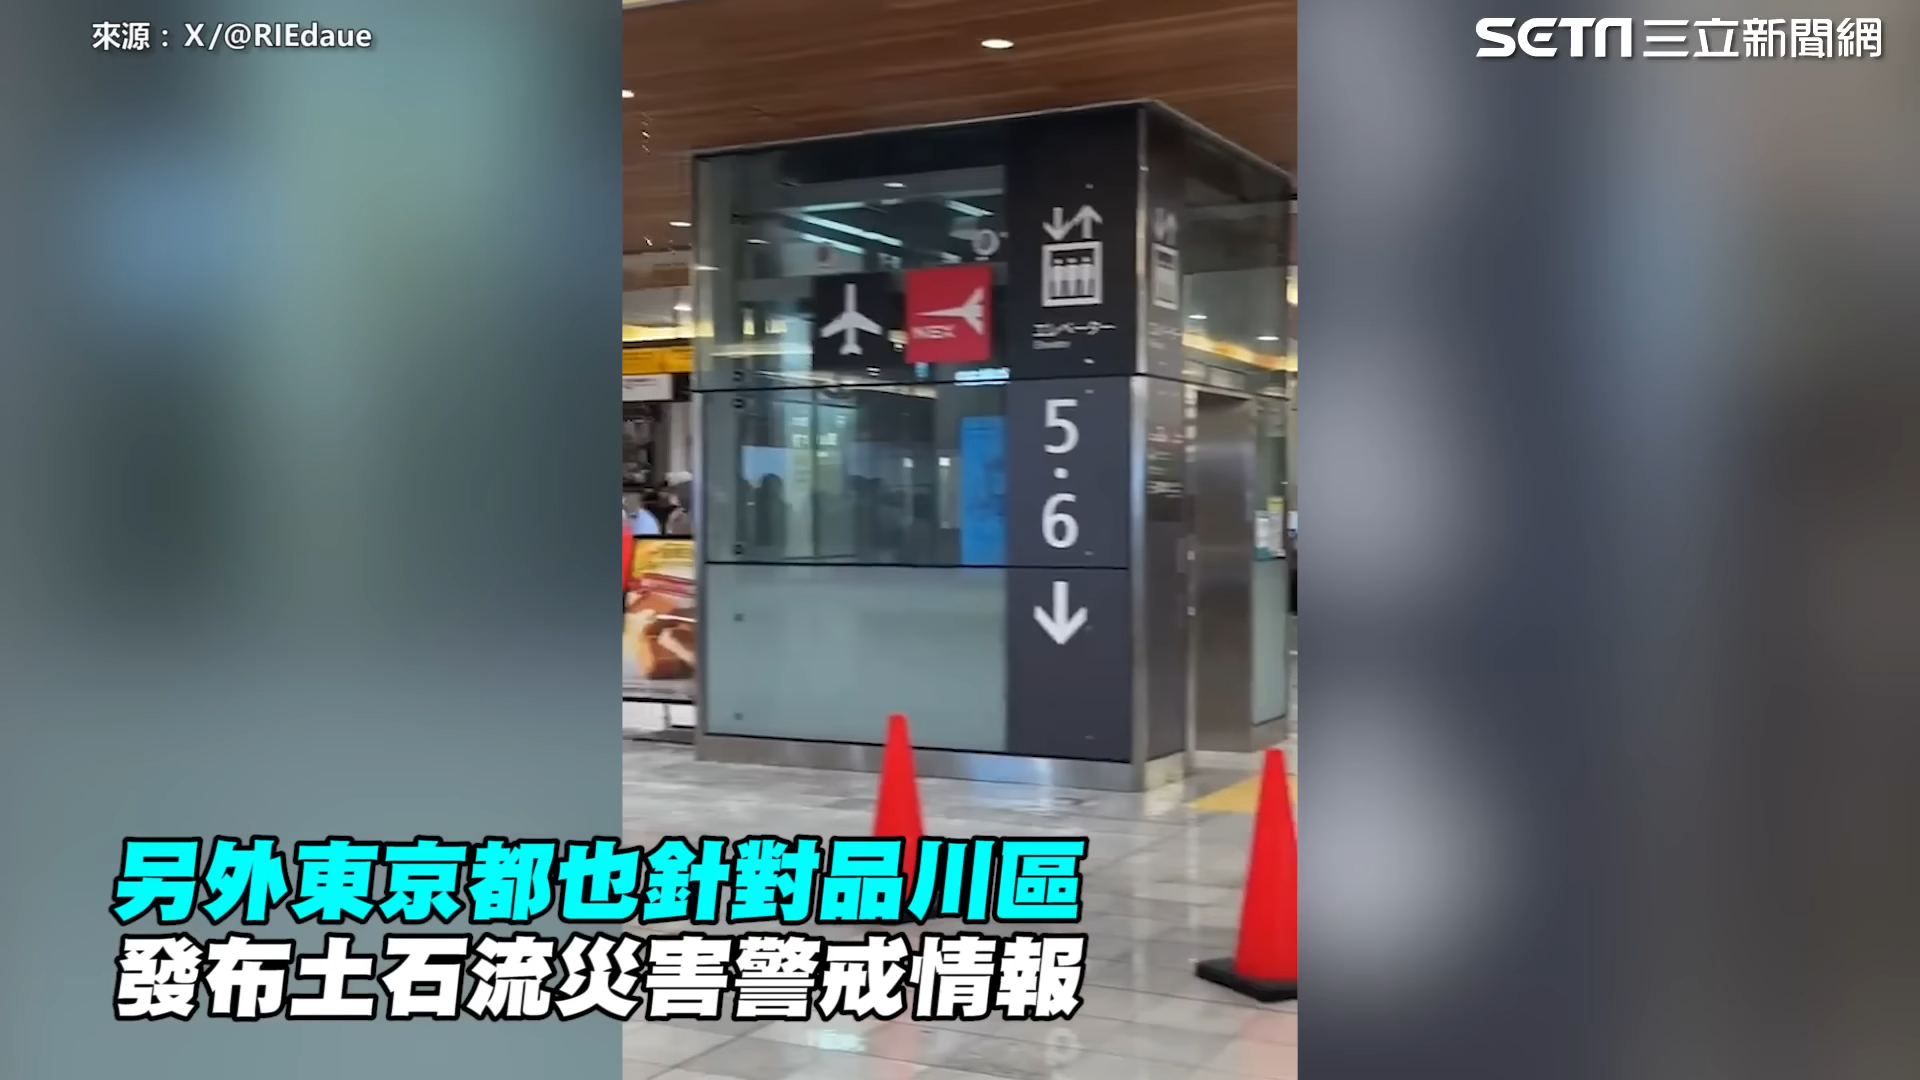 來源：X/@RIEdaue
SETN三立新聞網
NEX
エレベーター
Elevator
5・6
另外東京都也針對品川區
發布土石流災害警戒情報